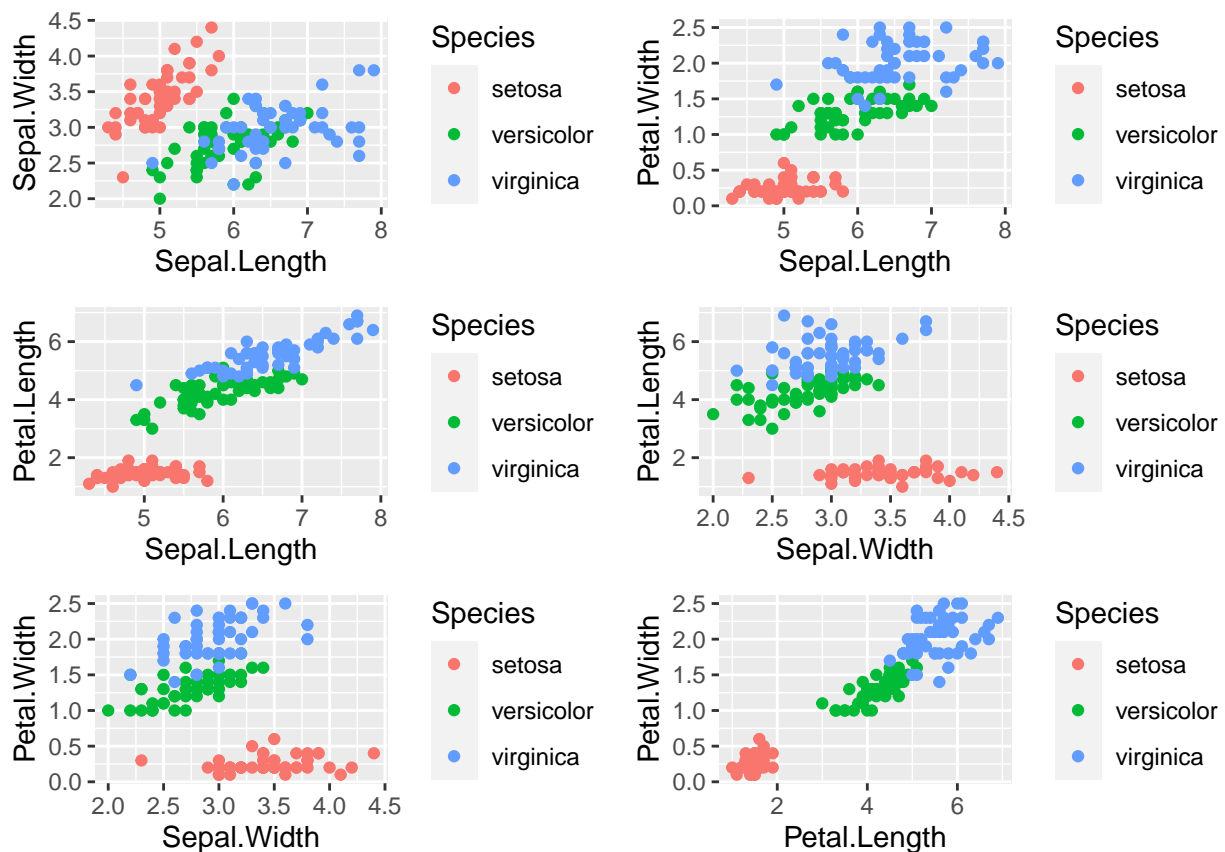 4.5
4.0
3.5
3.0
2.5
2.0
Sepal.Width
5 6 7 8
Sepal.Length
Species
setosa
versicolor
virginica
2.5
2.0
1.5
1.0
0.5
0.0
Petal.Width
5 6 7 8
Sepal.Length
Species
setosa
versicolor
virginica
6
4
2
Petal.Length
5 6 7 8
Sepal.Length
Species
setosa
versicolor
virginica
6
4
2
Petal.Length
2.0 2.5 3.0 3.5 4.0 4.5
Sepal.Width
Species
setosa
versicolor
virginica
2.5
2.0
1.5
1.0
0.5
0.0
Petal.Width
2.0 2.5 3.0 3.5 4.0 4.5
Sepal.Width
Species
setosa
versicolor
virginica
2.5
2.0
1.5
1.0
0.5
0.0
Petal.Width
2 4 6
Petal.Length
Species
setosa
versicolor
virginica